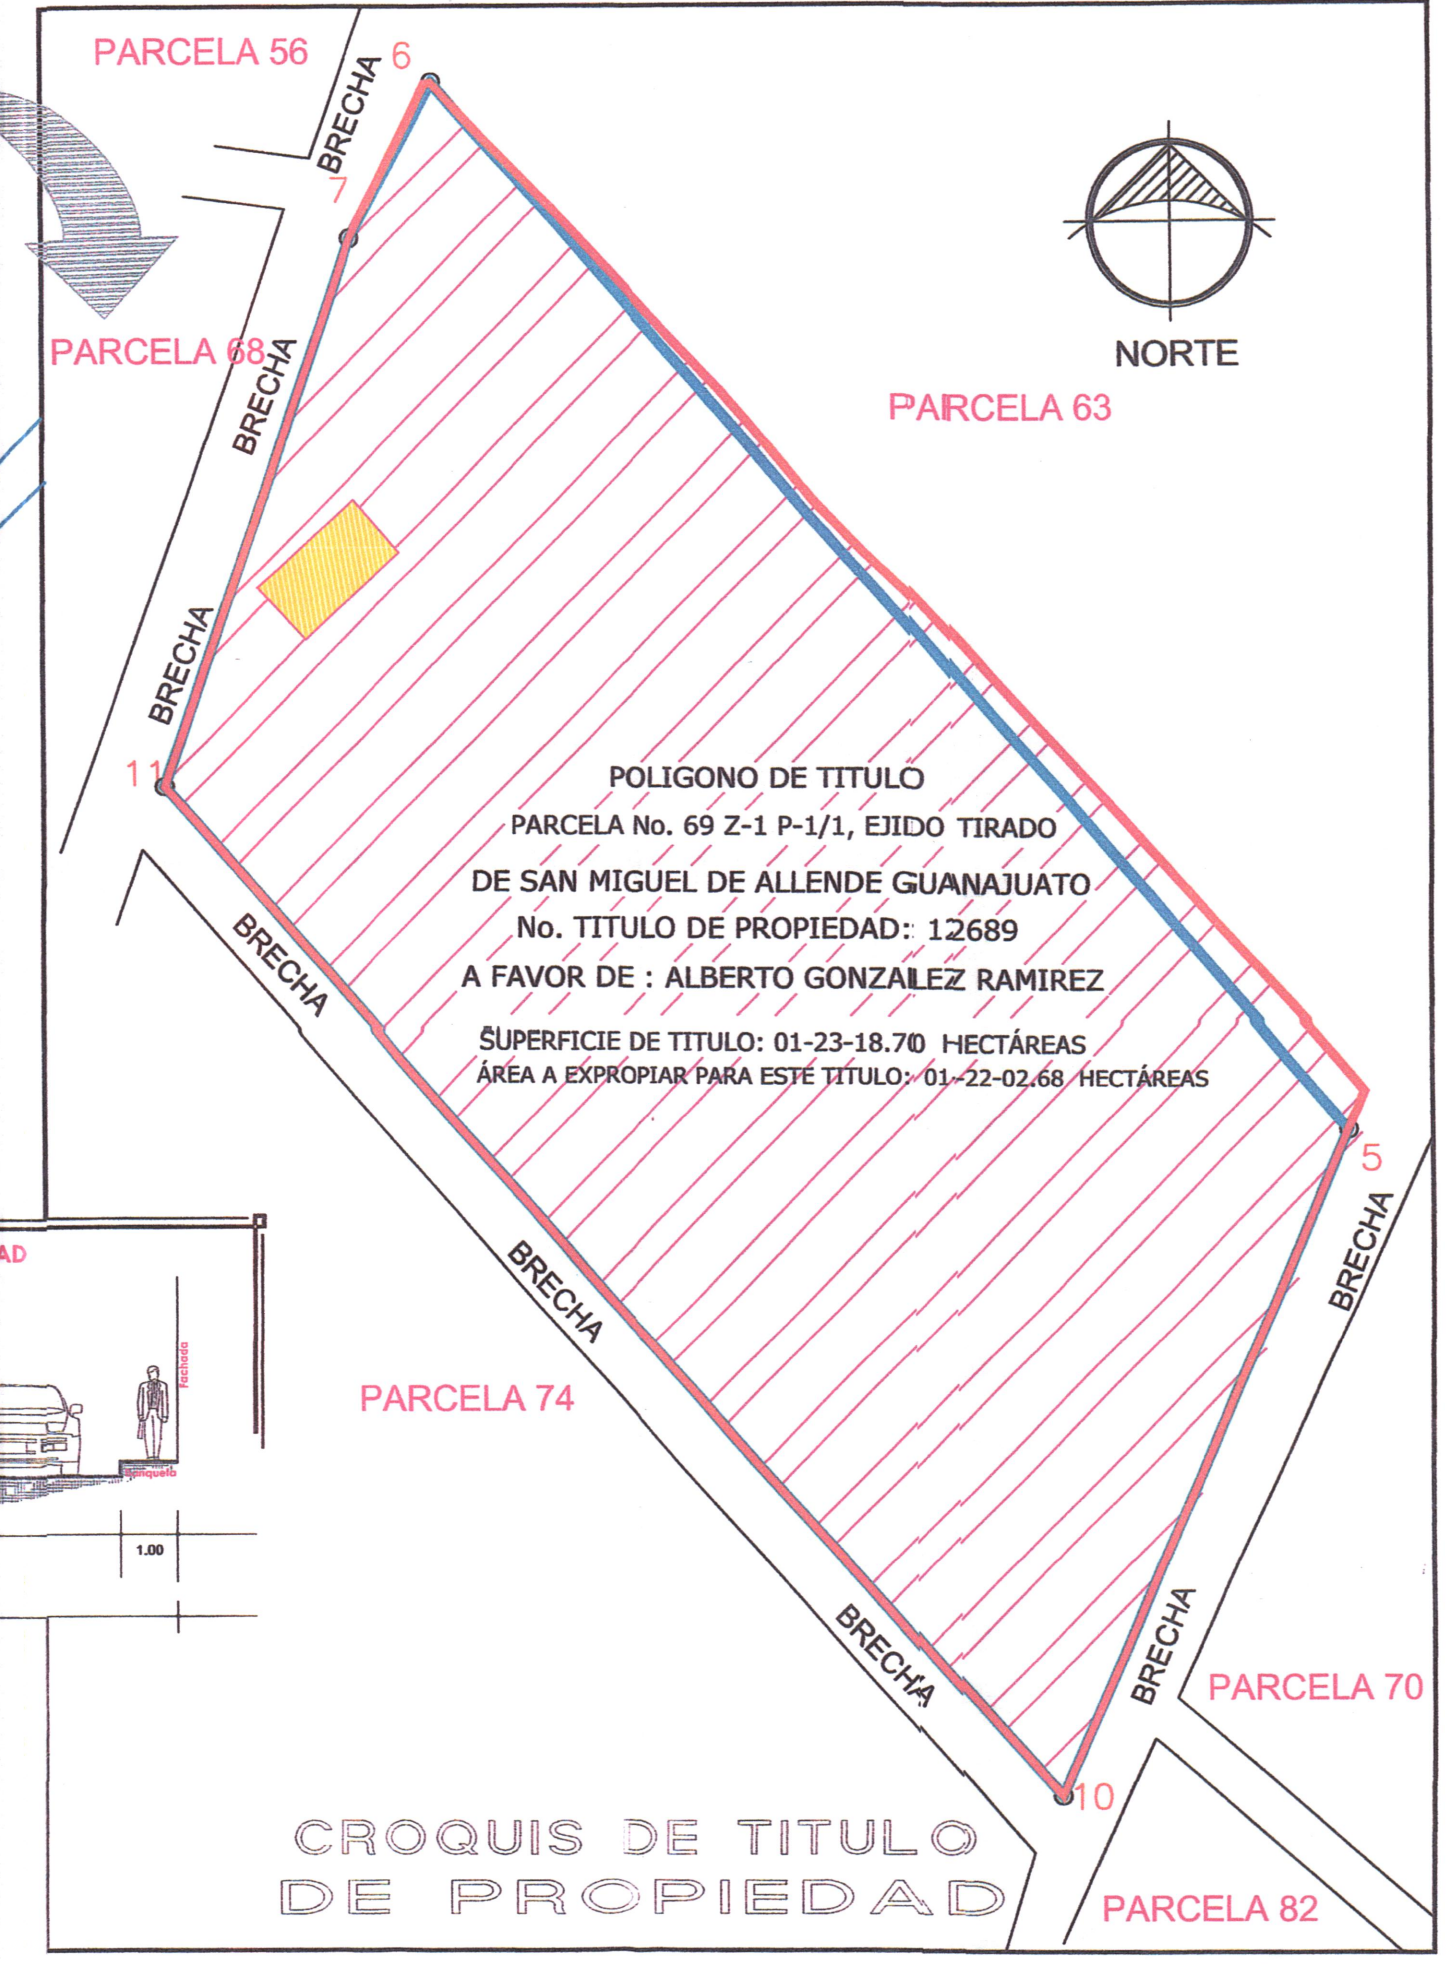 PARCELA 56
6
BRECHA
7
NORTE
PARCELA 68
BRECHA
PARCELA 63
BRECHA
11
POLIGONO DE TITULO
PARCELA No. 69 Z-1 P-1/1, EJIDO TIRADO
DE SAN MIGUEL DE ALLENDE GUANAJUATO
No. TITULO DE PROPIEDAD: 12689
A FAVOR DE : ALBERTO GONZALEZ RAMIREZ
SUPERFICIE DE TITULO: 01-23-18.70 HECTÁREAS
ÁREA A EXPROPIAR PARA ESTE TITULO: 01-22-02.68 HECTÁREAS
BRECHA
5
BRECHA
AD
BRECHA
Fachada
PARCELA 74
Banqueta
1.00
BRECHA
BRECHA
PARCELA 70
10
CROQUIS DE TITULO
DE PROPIEDAD
PARCELA 82